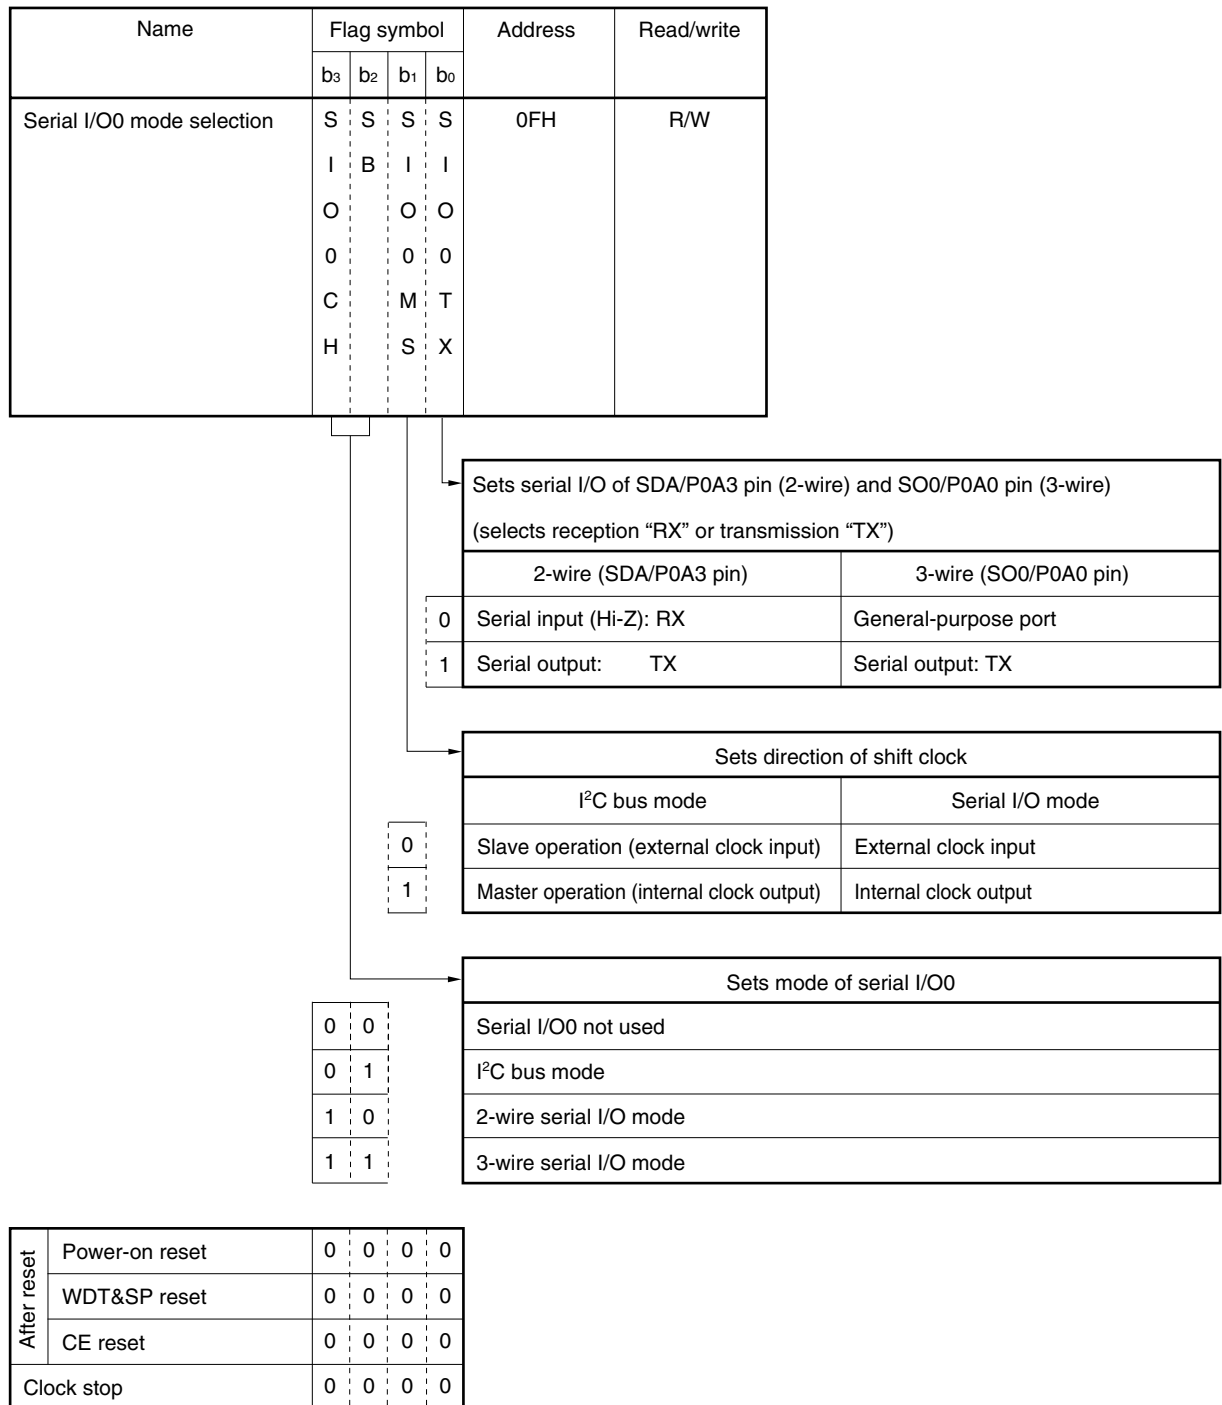 Name Flag symbol Address Read/write
b3 b2 b1 b0
Serial I/O0 mode selection S S S S 0FH R/W
I B I I
O O O
0 0 0
C M T
H S X
Sets serial I/O of SDA/P0A3 pin (2-wire) and SO0/P0A0 pin (3-wire)
(selects reception “RX” or transmission “TX”)
2-wire (SDA/P0A3 pin) 3-wire (SO0/P0A0 pin)
0 Serial input (Hi-Z): RX General-purpose port
1 Serial output: TX Serial output: TX
Sets direction of shift clock
I²C bus mode Serial I/O mode
0 Slave operation (external clock input) External clock input
1 Master operation (internal clock output) Internal clock output
Sets mode of serial I/O0
0 0 Serial I/O0 not used
0 1 I²C bus mode
1 0 2-wire serial I/O mode
1 1 3-wire serial I/O mode
After reset
Power-on reset 0 0 0 0
WDT&SP reset 0 0 0 0
CE reset 0 0 0 0
Clock stop 0 0 0 0